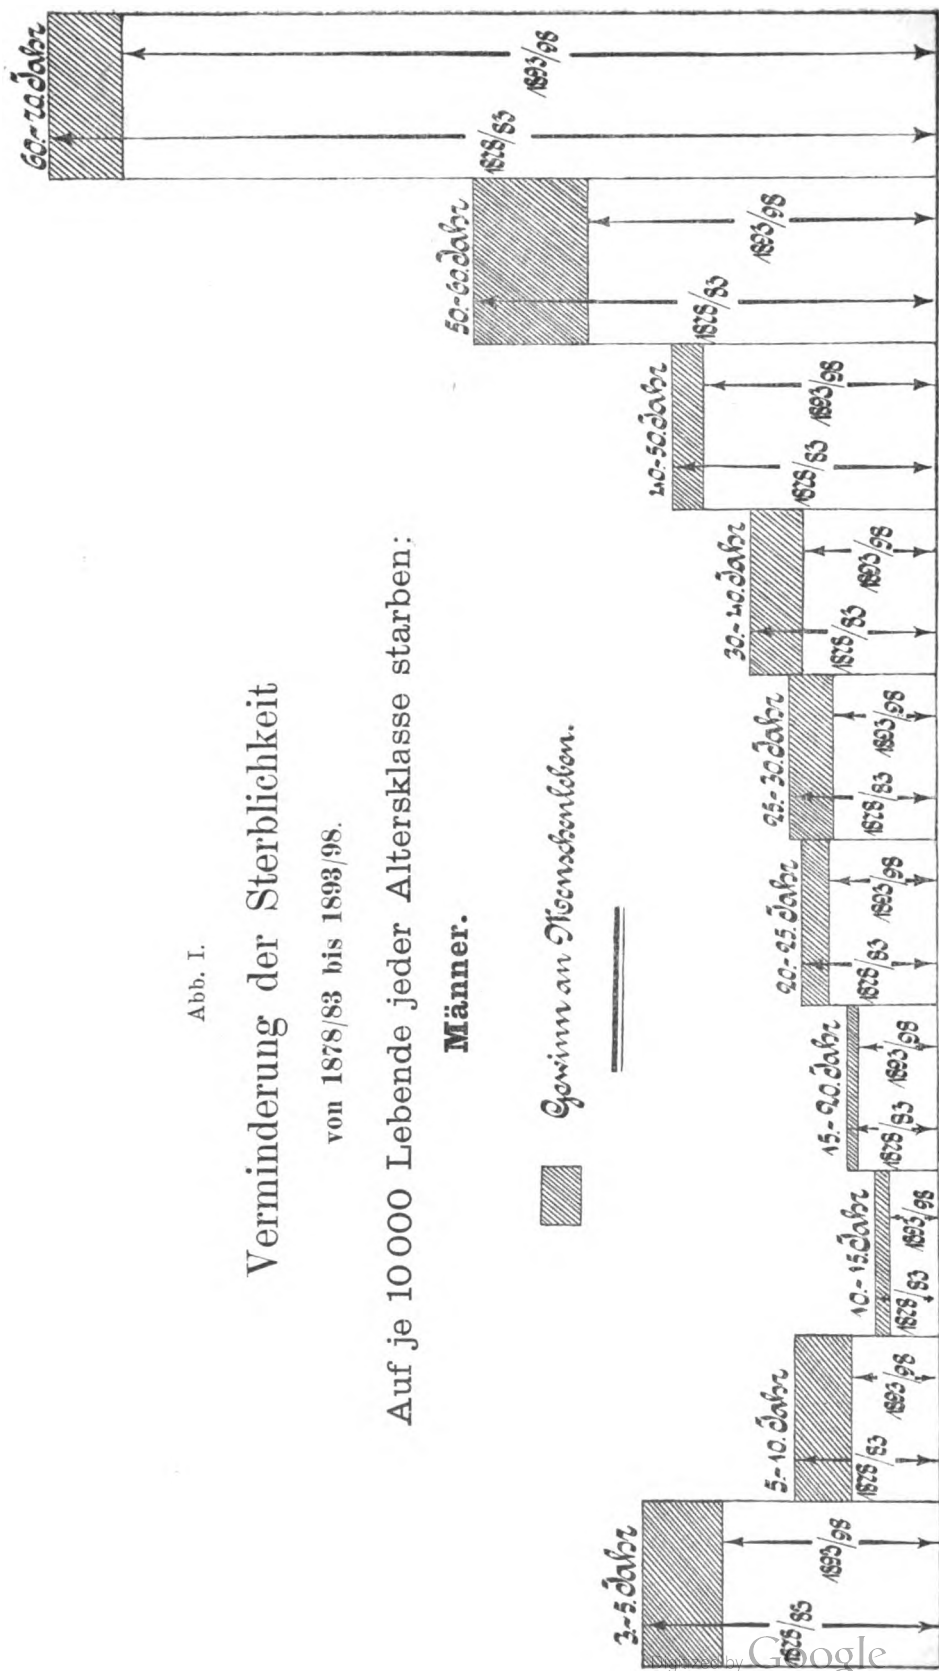 Abb. I.
Verminderung der Sterblichkeit
von 1878/83 bis 1893/98.
Auf je 10000 Lebende jeder Altersklasse starben:
Männer.
Gewinn an Menschenleben.
3.-5. Jahr
1878/83
1893/98
5.-10. Jahr
1878/83
1893/98
10.-15. Jahr
1878/83
1893/98
15.-20. Jahr
1878/83
1893/98
20.-25. Jahr
1878/83
1893/98
25.-30. Jahr
1878/83
1893/98
30.-40. Jahr
1878/83
1893/98
40.-50. Jahr
1878/83
1893/98
50.-60. Jahr
1878/83
1893/98
60.-70. Jahr
1878/83
1893/98
Digitized by Google